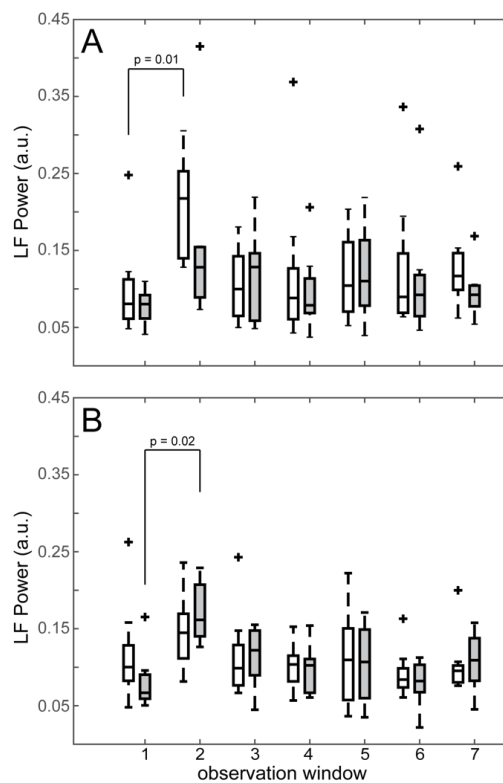 A
p = 0.01
0.45
0.35
0.25
0.15
0.05
LF Power (a.u.)
B
p = 0.02
0.45
0.35
0.25
0.15
0.05
LF Power (a.u.)
1 2 3 4 5 6 7
observation window